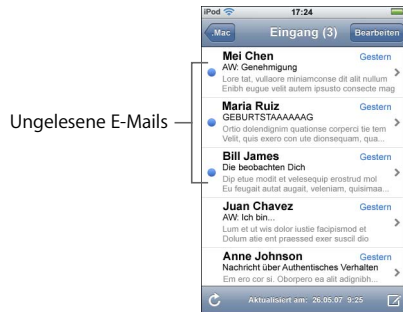 iPod 17:24
.Mac Eingang (3) Bearbeiten
Mei Chen Gestern
AW: Genehmigung
Lore tat, vullaore miniamconse dit alit nullum
Enibh eugue velit autem ipsusto consecte mag
Ungelesene E-Mails
Maria Ruiz Gestern
GEBURTSTAAAAAAG
Ortio dolendignim quationse corperci tie tem
Velit, quis exero con ute dionsequam, qua...
Bill James Gestern
Die beobachten Dich
Dip etue modit et velesequip erostrud mol
Eu feugait autat augait, veleniam, quisimaa...
Juan Chavez Gestern
AW: Ich bin...
Lum et ut wis dolor iustie facipismod et
Dolum atie ent praessed exer suscil dio
Anne Johnson Gestern
Nachricht über Authentisches Verhalten
Em ero cor si. Oborpero ea alit adignibh...
Aktualisiert am: 26.05.07 9:25